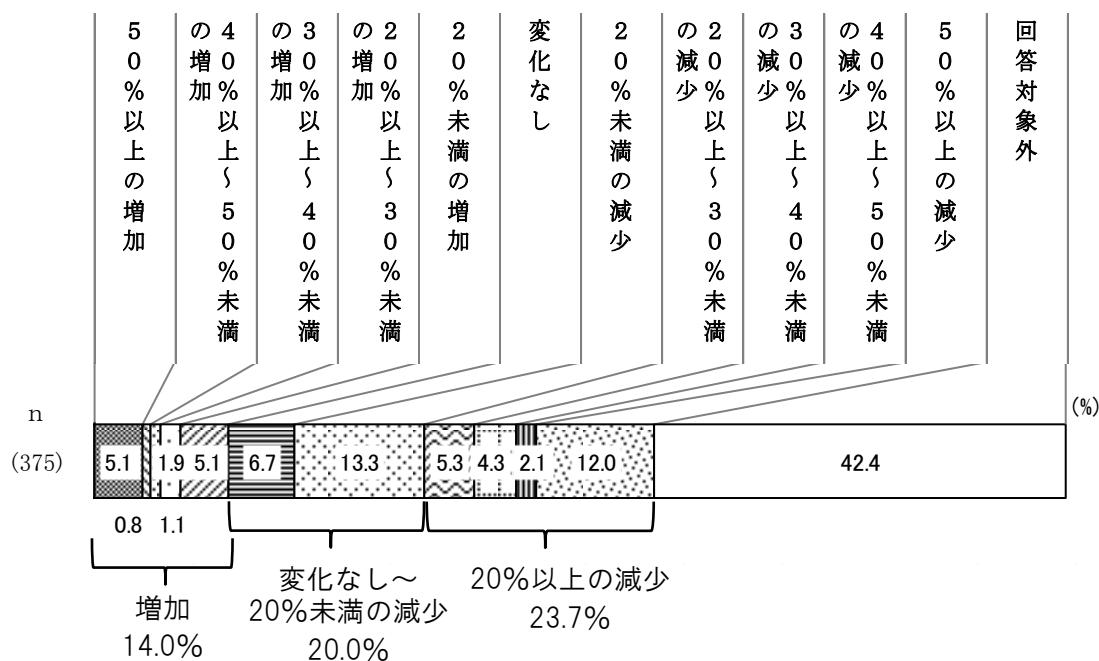 50%以上の増加
40%以上～50%未満
の増加
30%以上～40%未満
の増加
20%以上～30%未満
の増加
20%未満の増加
変化なし
20%未満の減少
20%以上～30%未満
の減少
30%以上～40%未満
の減少
40%以上～50%未満
の減少
50%以上の減少
回答対象外
n
(%)
(375)
5.1
1.9
5.1
6.7
13.3
5.3
4.3
2.1
12.0
42.4
0.8
1.1
増加
14.0%
変化なし～
20%未満の減少
20.0%
20%以上の減少
23.7%